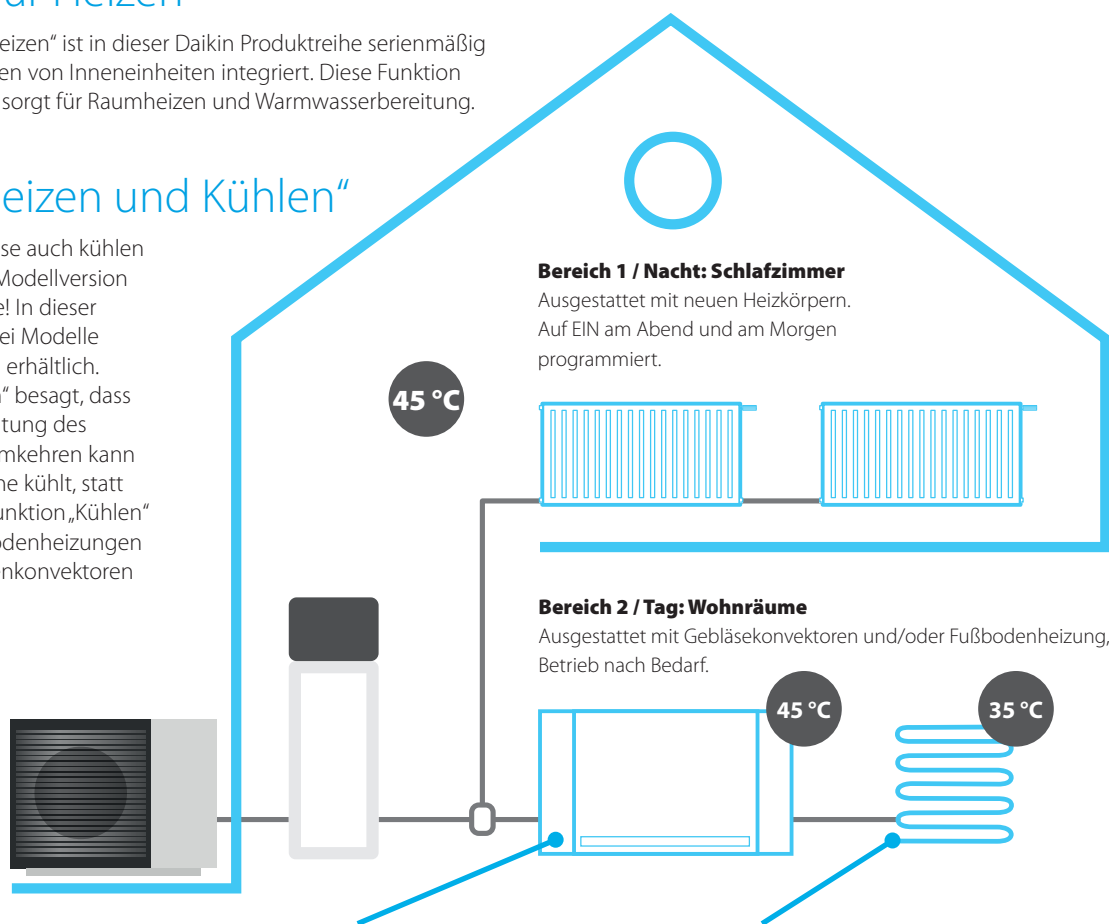 eizen“ ist in dieser Daikin Produktreihe serienmäßig
en von Inneneinheiten integriert. Diese Funktion
sorgt für Raumheizen und Warmwasserbereitung.
eizen und Kühlen“
se auch kühlen
Modellversion
e! In dieser
ei Modelle
erhältlich.
“ besagt, dass
tung des
mkehren kann
ne kühlt, statt
unktion „Kühlen“
odenheizungen
enkonvektoren
Bereich 1 / Nacht: Schlafzimmer
Ausgestattet mit neuen Heizkörpern.
Auf EIN am Abend und am Morgen
programmiert.
45 °C
Bereich 2 / Tag: Wohnräume
Ausgestattet mit Gebläsekonvektoren und/oder Fußbodenheizung,
Betrieb nach Bedarf.
45 °C
35 °C